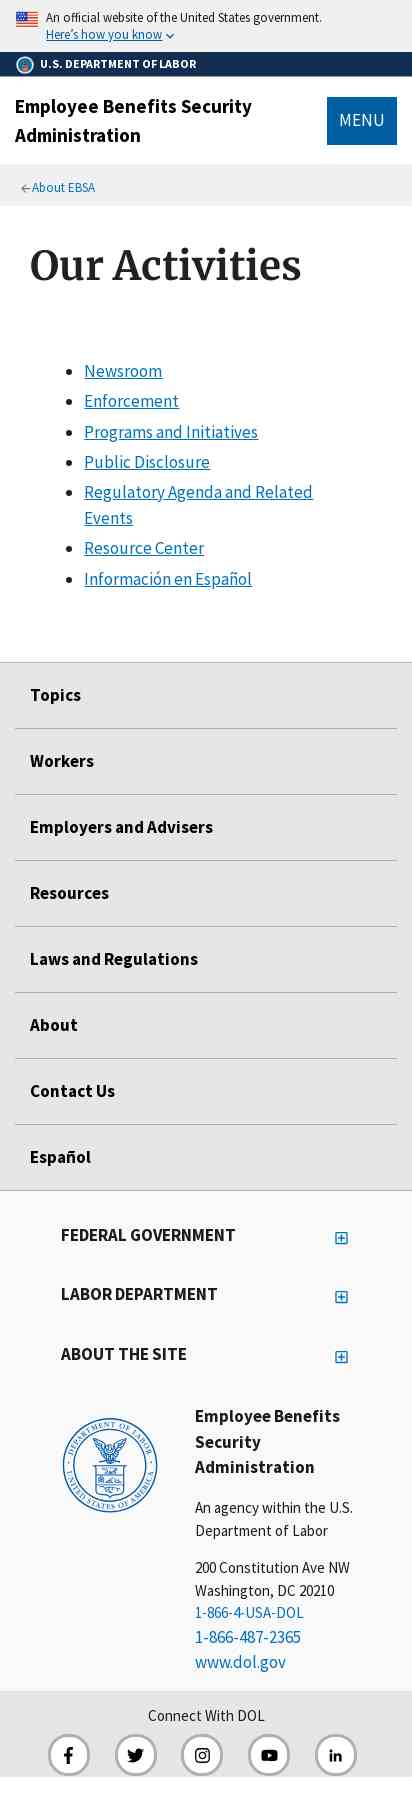 An official website of the United States government.
Here's how you know
U.S. DEPARTMENT OF LABOR
Employee Benefits Security
Administration
MENU
About EBSA
Our Activities
Newsroom
Enforcement
Programs and Initiatives
Public Disclosure
Regulatory Agenda and Related
Events
Resource Center
Información en Español
Topics
Workers
Employers and Advisers
Resources
Laws and Regulations
About
Contact Us
Español
FEDERAL GOVERNMENT
LABOR DEPARTMENT
ABOUT THE SITE
DEPARTMENT OF LABOR
UNITED STATES OF AMERICA
Employee Benefits
Security
Administration
An agency within the U.S.
Department of Labor
200 Constitution Ave NW
Washington, DC 20210
1-866-4-USA-DOL
1-866-487-2365
www.dol.gov
Connect With DOL